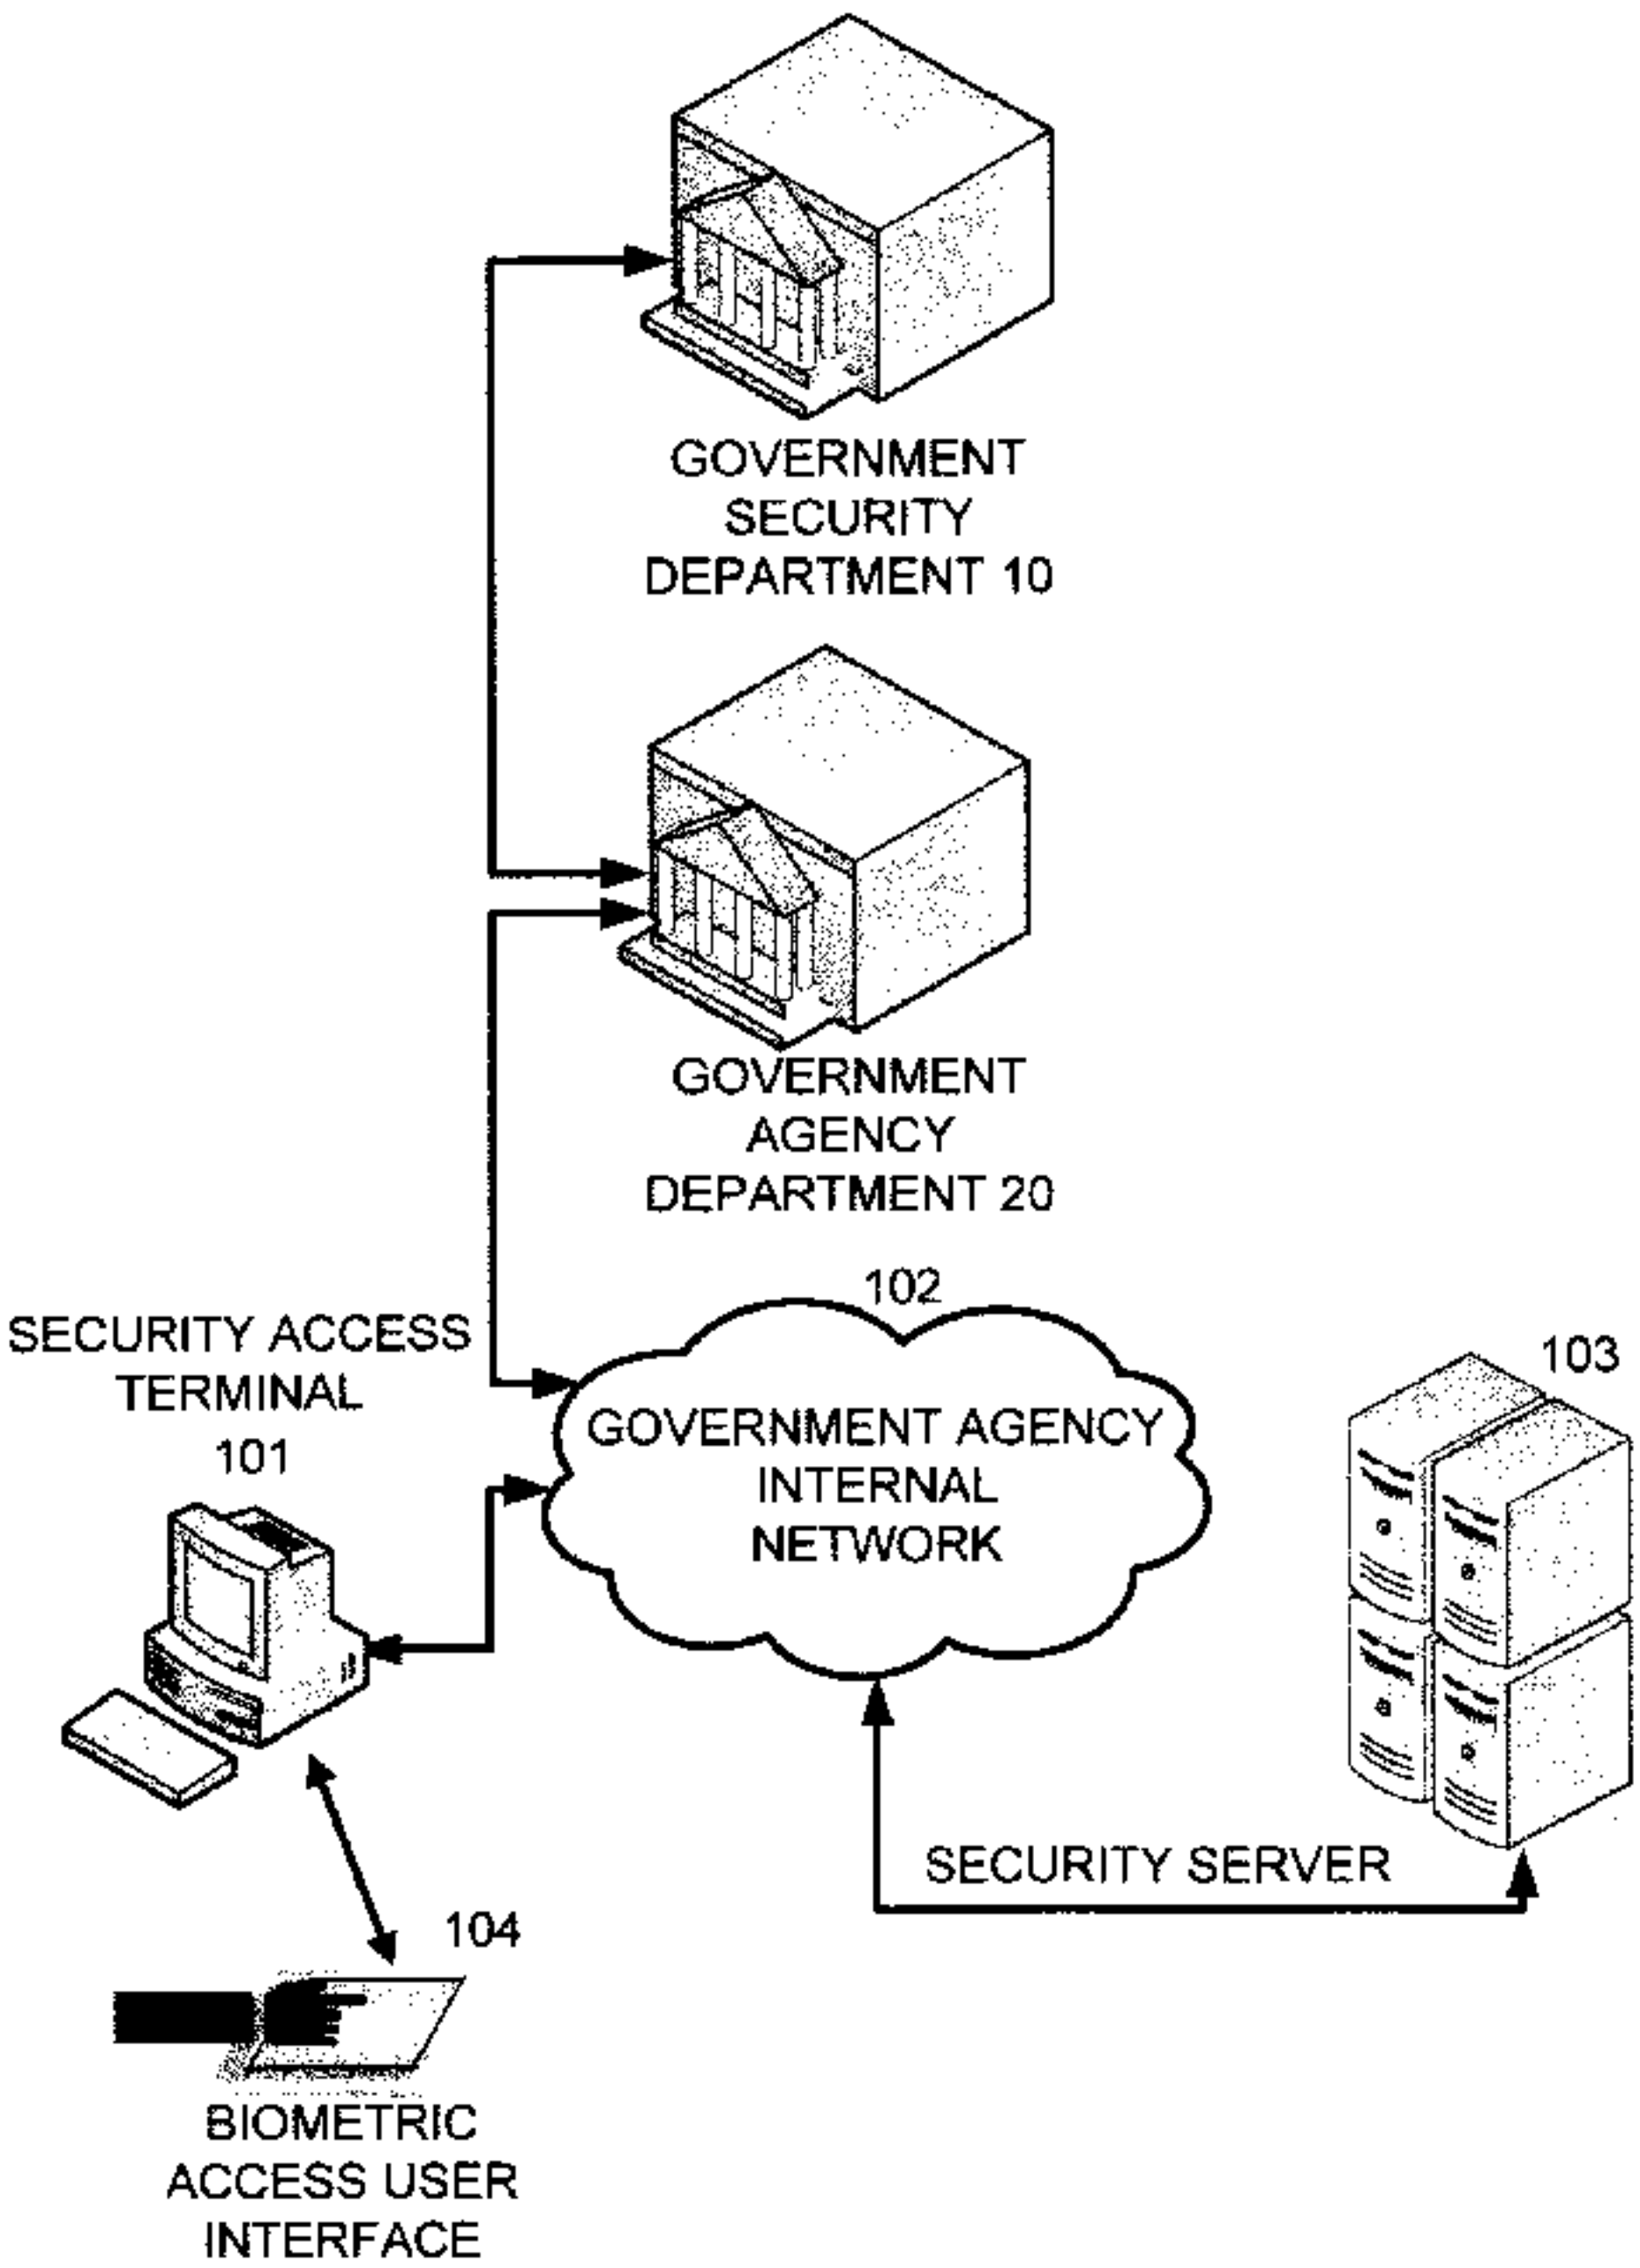 GOVERNMENT
SECURITY
DEPARTMENT 10
GOVERNMENT
AGENCY
DEPARTMENT 20
102
GOVERNMENT AGENCY
INTERNAL
NETWORK
SECURITY ACCESS
TERMINAL
101
103
SECURITY SERVER
104
BIOMETRIC
ACCESS USER
INTERFACE